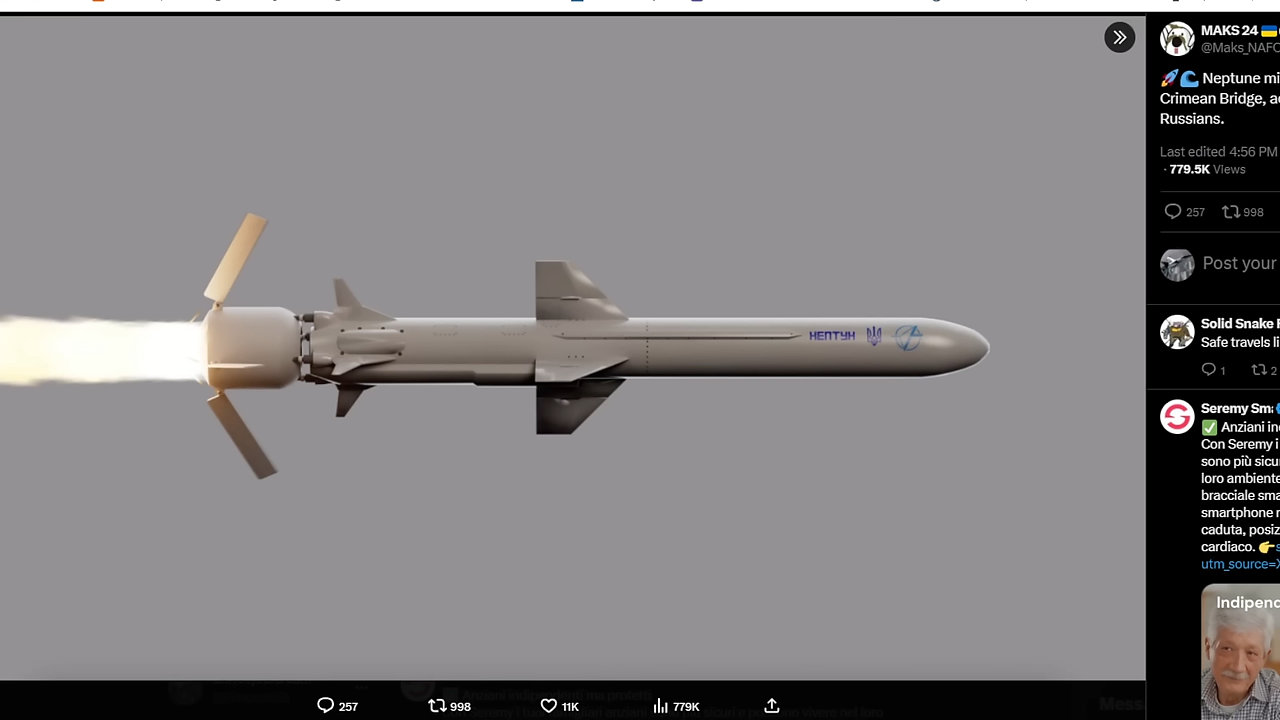 НЕПТУН
257
998
11K
779K
MAKS 24
@Maks_NAFO
Neptune mi
Crimean Bridge, a
Russians.
Last edited 4:56 PM
· 779.5K Views
257
998
Post your
Solid Snake
Safe travels li
1
2
Seremy Sm
Anziani in
Con Seremy i
sono più sicu
loro ambiente
bracciale sma
smartphone
caduta, posiz
cardiaco.
utm_source=
Indipen